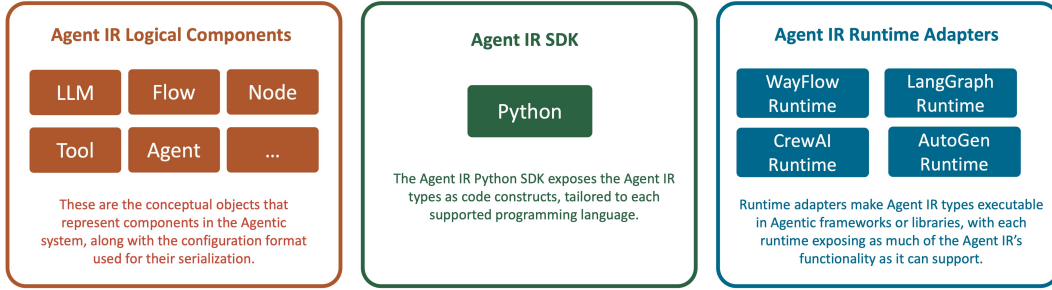 Agent IR Logical Components
LLM
Flow
Node
Tool
Agent
...
These are the conceptual objects that
represent components in the Agentic
system, along with the configuration format
used for their serialization.
Agent IR SDK
Python
The Agent IR Python SDK exposes the Agent IR
types as code constructs, tailored to each
supported programming language.
Agent IR Runtime Adapters
WayFlow
Runtime
LangGraph
Runtime
CrewAI
Runtime
AutoGen
Runtime
Runtime adapters make Agent IR types executable
in Agentic frameworks or libraries, with each
runtime exposing as much of the Agent IR's
functionality as it can support.